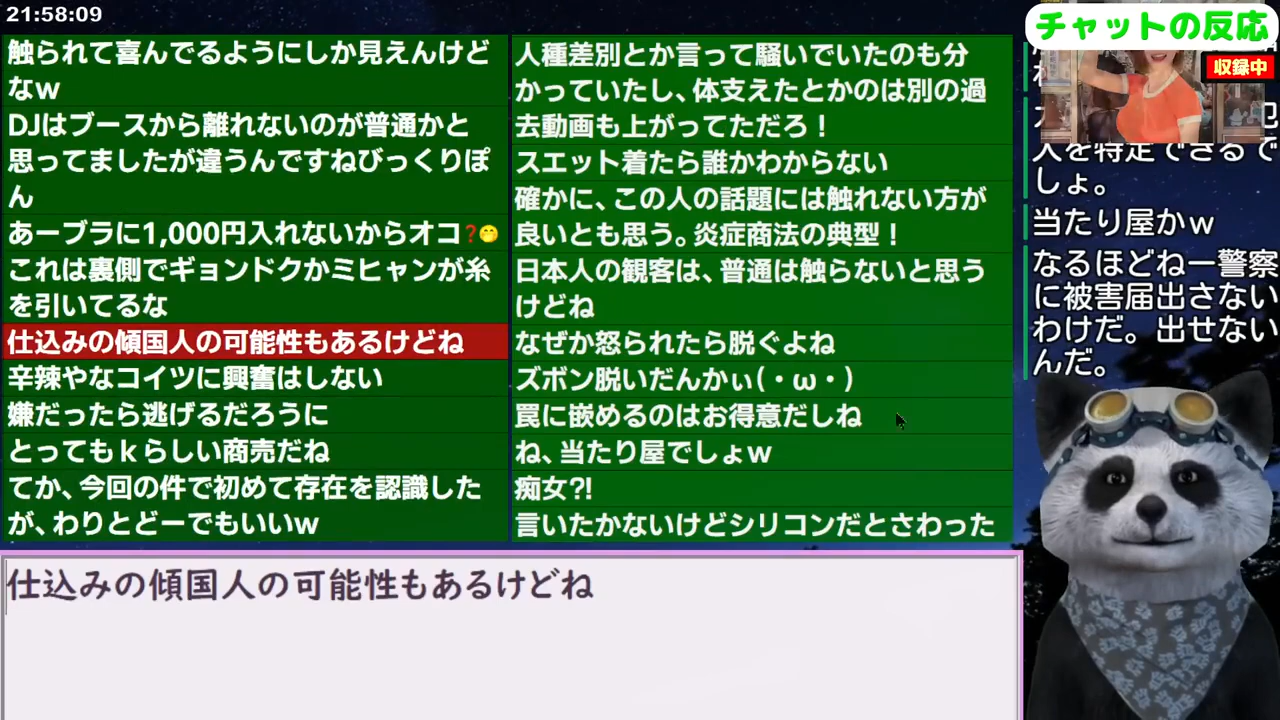 21:58:09
触られて喜んでるようにしか見えんけど
なw
DJはブースから離れないのが普通かと
思ってましたが違うんですねびっくりぽ
ん
あーブラに1,000円入れないからオコ❓🤭
これは裏側でギョンドクかミヒャンが糸
を引いてるな
仕込みの傾国人の可能性もあるけどね
辛辣やなコイツに興奮はしない
嫌だったら逃げるだろうに
とってもkらしい商売だね
てか、今回の件で初めて存在を認識した
が、わりとどーでもいいw
人種差別とか言って騒いでいたのも分
かっていたし、体支えたとかのは別の過
去動画も上がってただろ！
スエット着たら誰かわからない
確かに、この人の話題には触れない方が
良いとも思う。炎症商法の典型！
日本人の観客は、普通は触らないと思う
けどね
なぜか怒られたら脱ぐよね
ズボン脱いだんかぃ(・ω・)
罠に嵌めるのはお得意だしね
ね、当たり屋でしょw
痴女?!
言いたかないけどシリコンだとさわった
チャットの反応
収録中
人を特定できるで
しょ。
当たり屋かw
なるほどねー警察
に被害届出さない
わけだ。出せない
んだ。
仕込みの傾国人の可能性もあるけどね